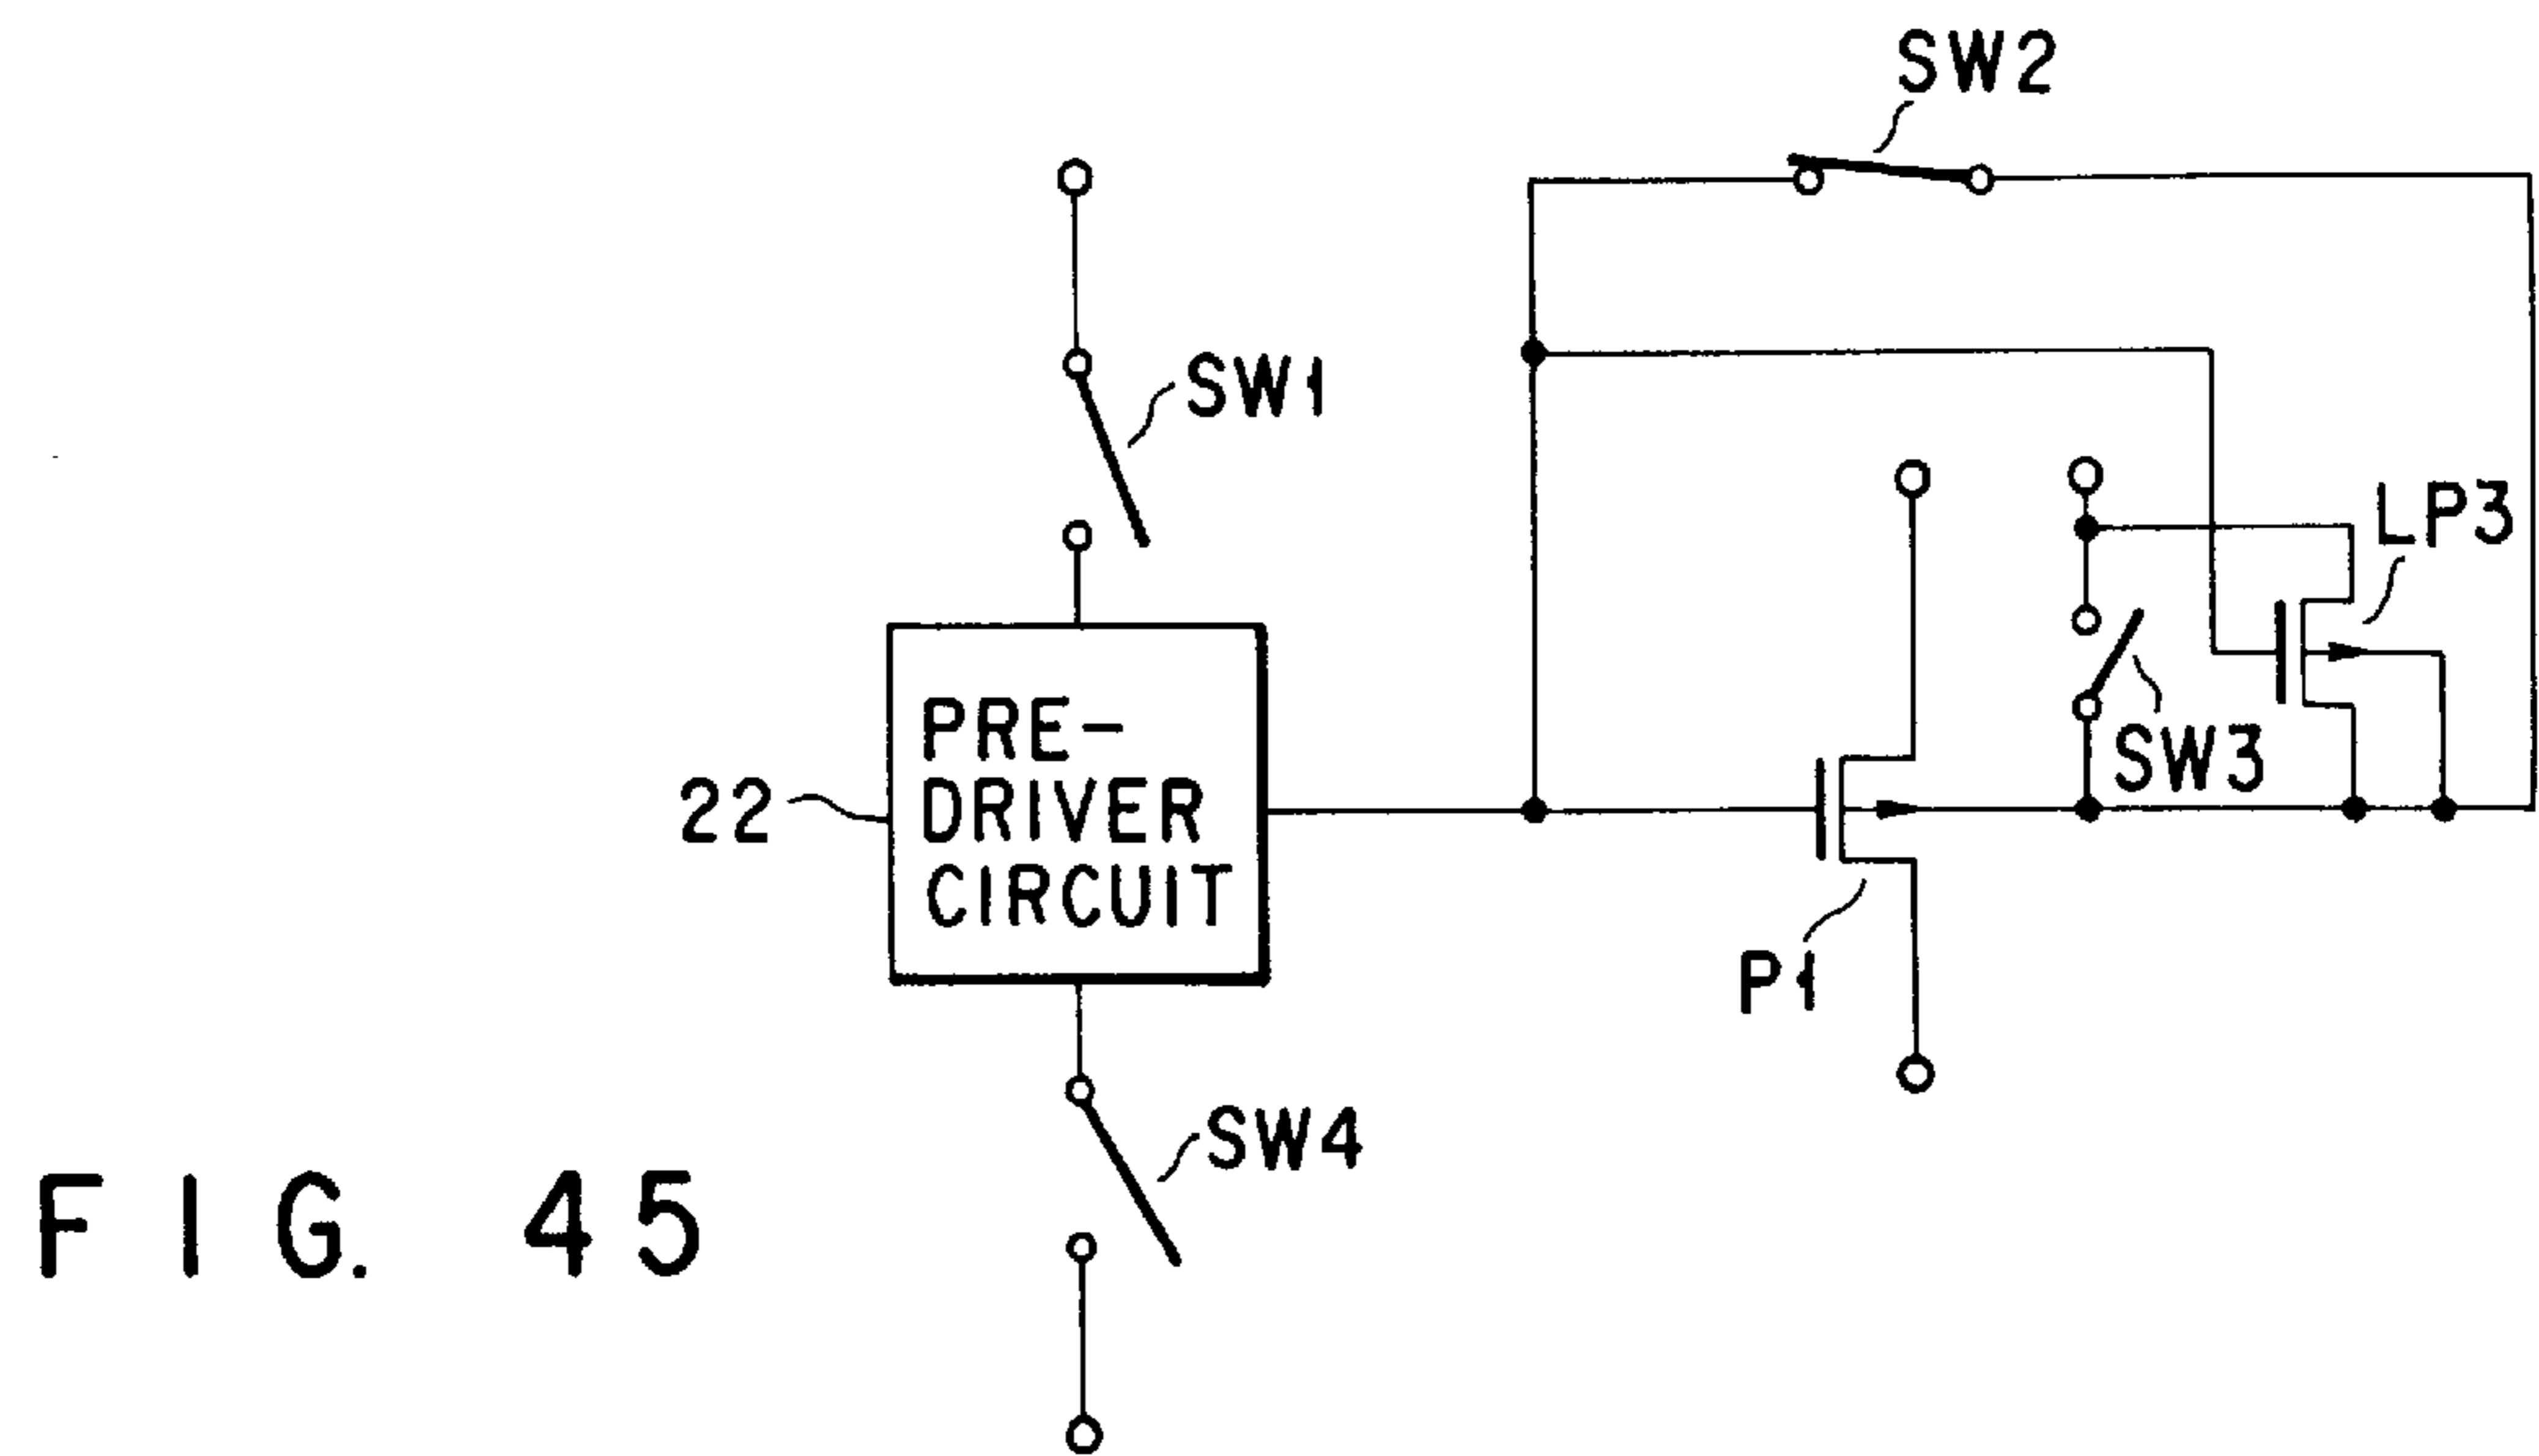 SW2
SW1
LP3
PRE-
DRIVER
CIRCUIT
22
SW3
P1
SW4
FIG. 45